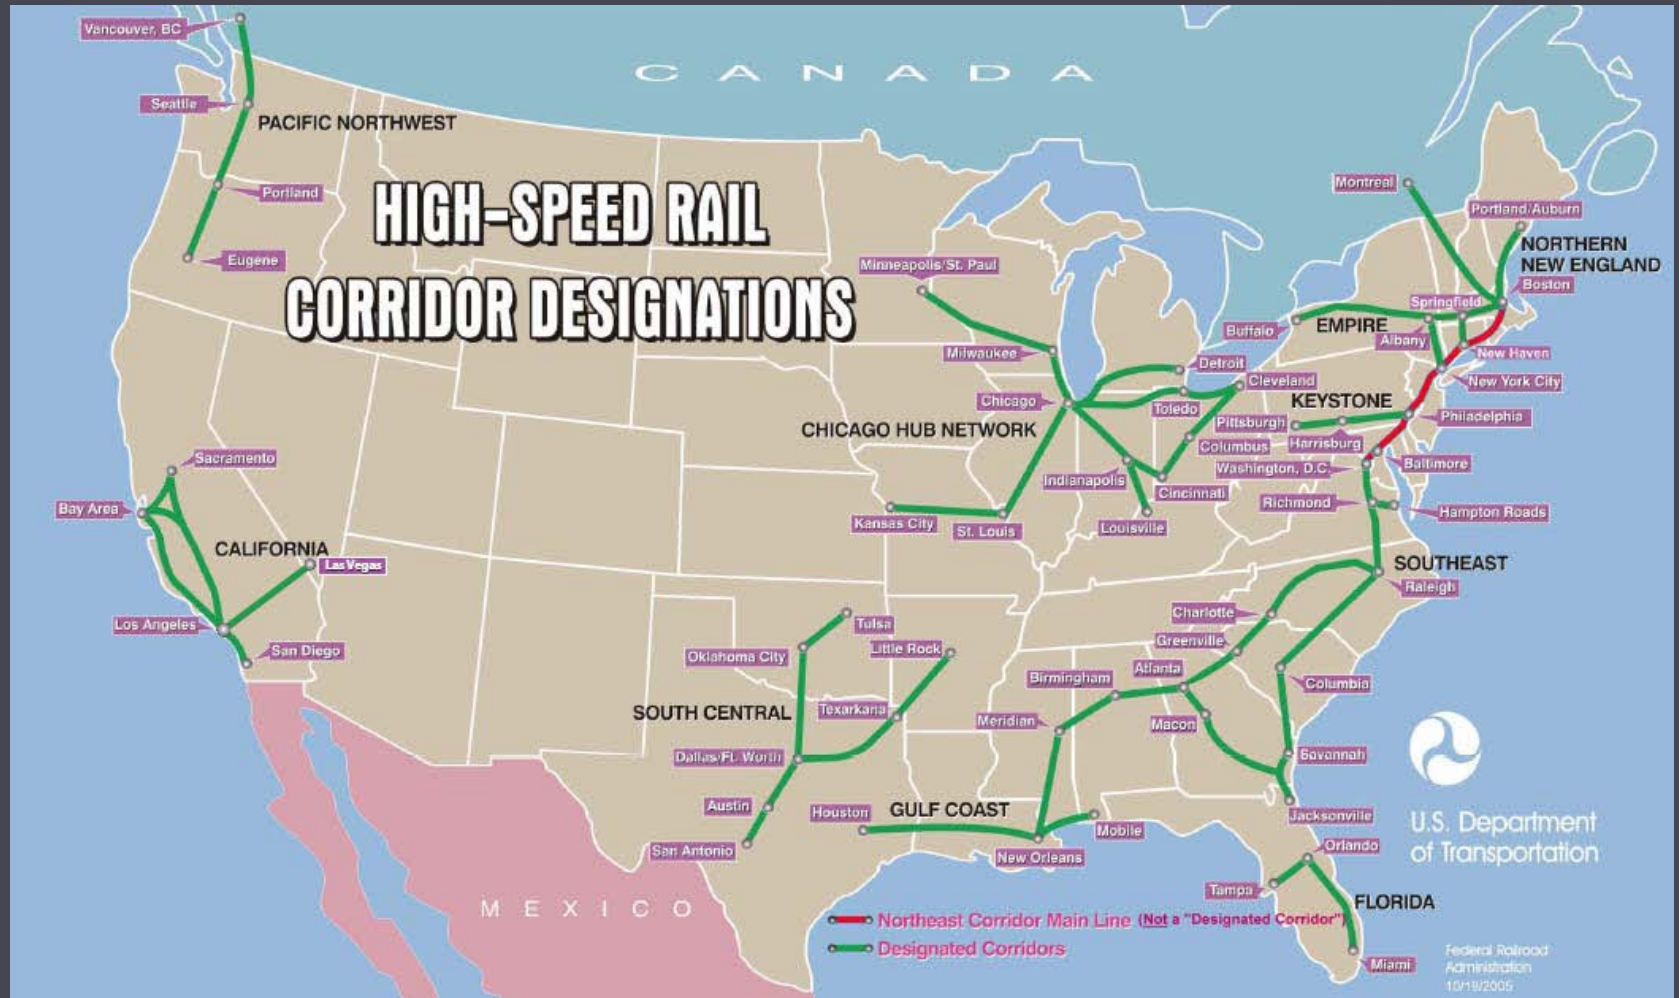 Vancouver, BC
CANADA
Seattle
PACIFIC NORTHWEST
Portland
Eugene
HIGH-SPEED RAIL
CORRIDOR DESIGNATIONS
Minneapolis/St. Paul
Milwaukee
Chicago
CHICAGO HUB NETWORK
Detroit
Cleveland
Toledo
Columbus
Indianapolis
Cincinnati
Louisville
Kansas City
St. Louis
Montreal
Portland/Auburn
NORTHERN
NEW ENGLAND
Boston
Springfield
Buffalo
EMPIRE
Albany
New Haven
New York City
KEYSTONE
Pittsburgh
Harrisburg
Philadelphia
Washington, D.C.
Baltimore
Richmond
Hampton Roads
SOUTHEAST
Raleigh
Charlotte
Greenville
Atlanta
Birmingham
Columbia
Meridian
Macon
Savannah
Jacksonville
Sacramento
Bay Area
CALIFORNIA
Las Vegas
Los Angeles
San Diego
Tulsa
Oklahoma City
Little Rock
SOUTH CENTRAL
Texarkana
Dallas/Ft. Worth
Austin
San Antonio
Houston
GULF COAST
Mobile
New Orleans
Orlando
Tampa
FLORIDA
Miami
MEXICO
Northeast Corridor Main Line (Not a "Designated Corridor")
Designated Corridors
U.S. Department
of Transportation
Federal Railroad
Administration
10/19/2005